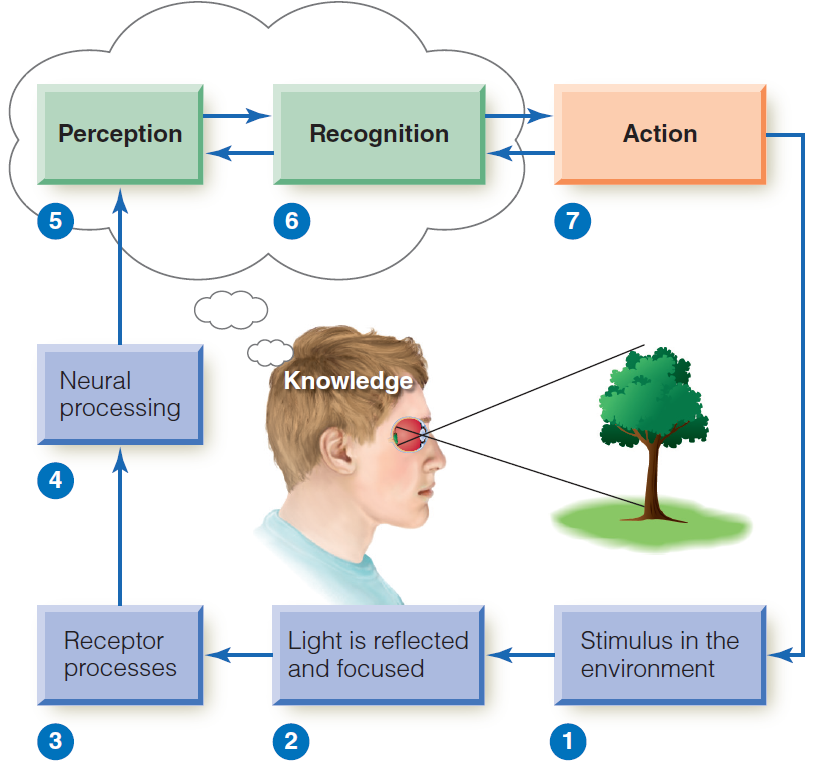 Perception
Recognition
Action
5
6
7
Neural
processing
Knowledge
4
Receptor
processes
Light is reflected
and focused
Stimulus in the
environment
3
2
1